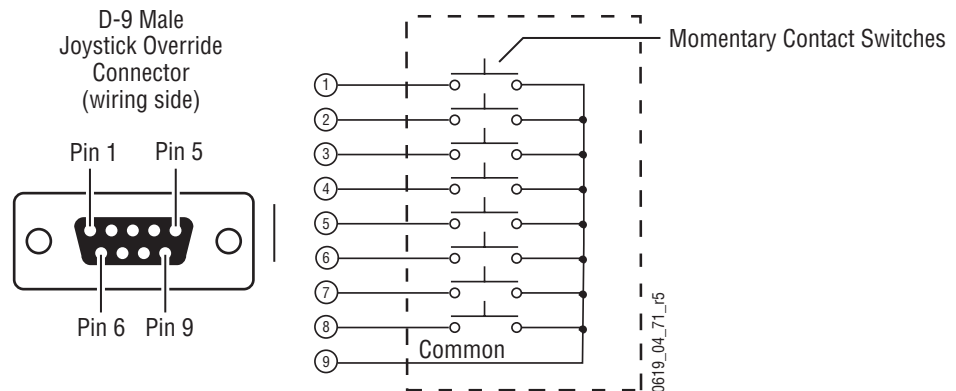 D-9 Male
Joystick Override
Connector
(wiring side)
Pin 1 Pin 5
Pin 6 Pin 9
Momentary Contact Switches
1
2
3
4
5
6
7
8
9
Common
0619_04_71_r5